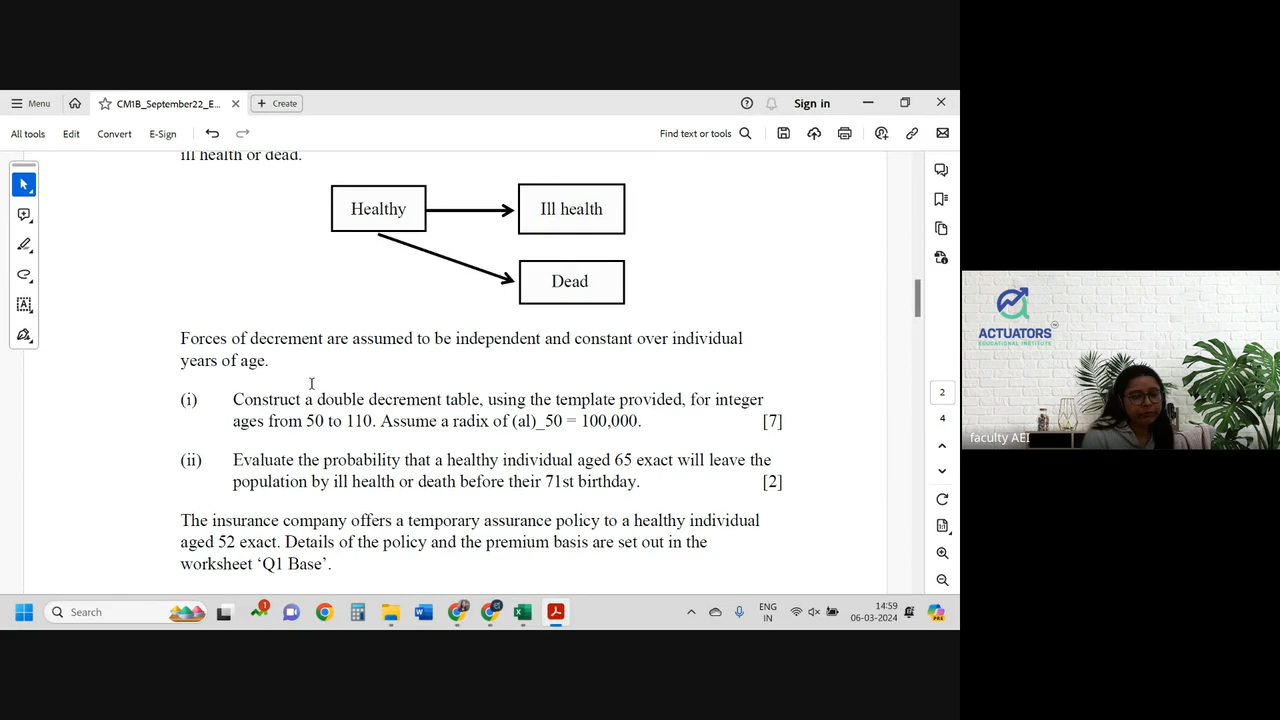 Menu
CM1B_September22_E...
Create
Sign in
All tools
Edit
Convert
E-Sign
Find text or tools
ill health or dead.
Healthy
Ill health
Dead
Forces of decrement are assumed to be independent and constant over individual
years of age.
(i) Construct a double decrement table, using the template provided, for integer
ages from 50 to 110. Assume a radix of (al)_50 = 100,000. [7]
(ii) Evaluate the probability that a healthy individual aged 65 exact will leave the
population by ill health or death before their 71st birthday. [2]
The insurance company offers a temporary assurance policy to a healthy individual
aged 52 exact. Details of the policy and the premium basis are set out in the
worksheet ‘Q1 Base’.
2
4
ACTUATORS
EDUCATIONAL INSTITUTE
faculty AEI
Search
1
ENG
IN
14:59
06-03-2024
PRE